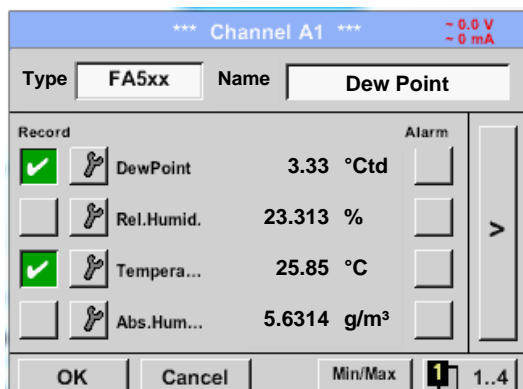 *** Channel A1 *** ~ 0.0 V
~ 0 mA
Type FA5xx Name Dew Point
Record Alarm
DewPoint 3.33 °Ctd
Rel.Humid. 23.313 %
>
Tempera... 25.85 °C
Abs.Hum... 5.6314 g/m³
OK Cancel Min/Max 1 1..4